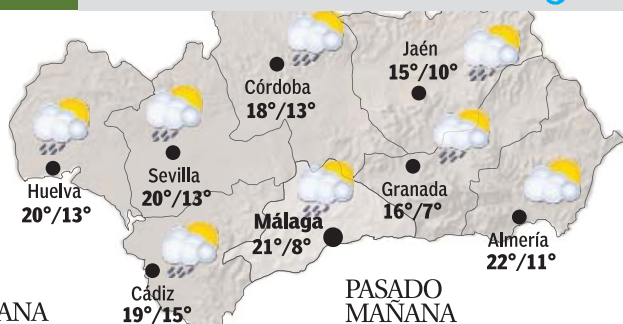 Jaén
15°/10°
Córdoba
18°/13°
Huelva
20°/13°
Sevilla
20°/13°
Granada
16°/7°
Málaga
21°/8°
Almería
22°/11°
Cádiz
19°/15°
ANA
PASADO
MAÑANA